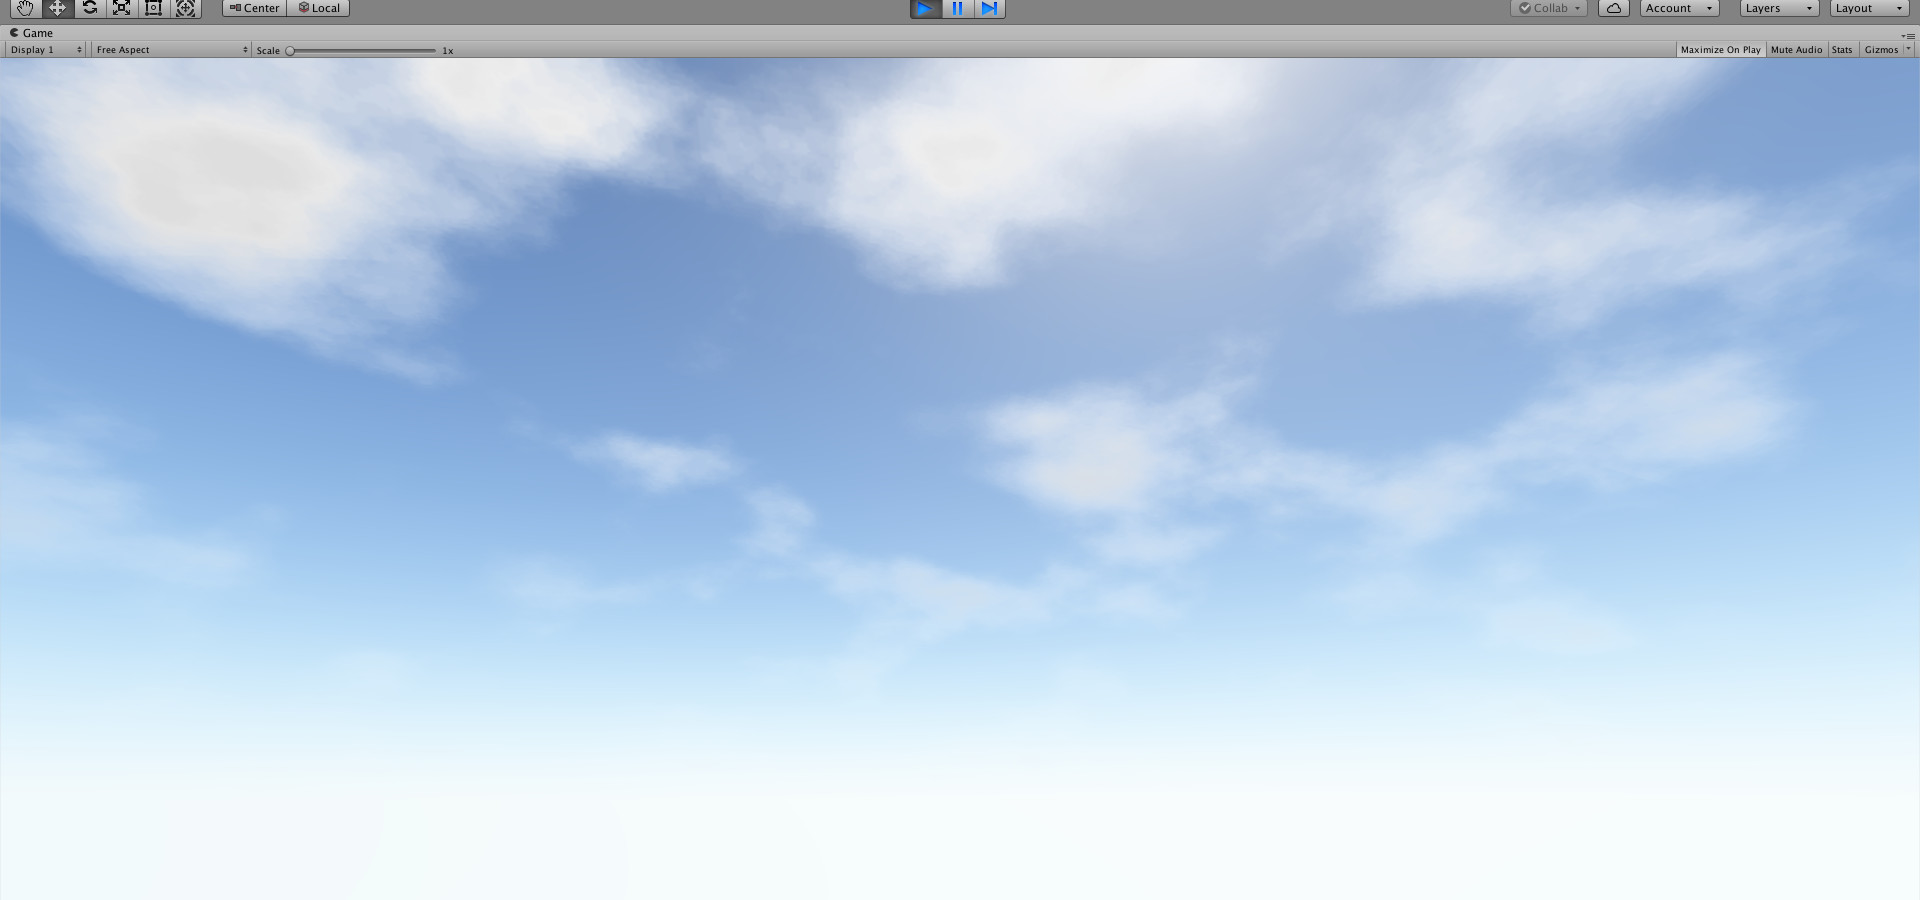 Center Local Collab Account Layers Layout
Game
Display 1 Free Aspect Scale 1x Maximize On Play Mute Audio Stats Gizmos